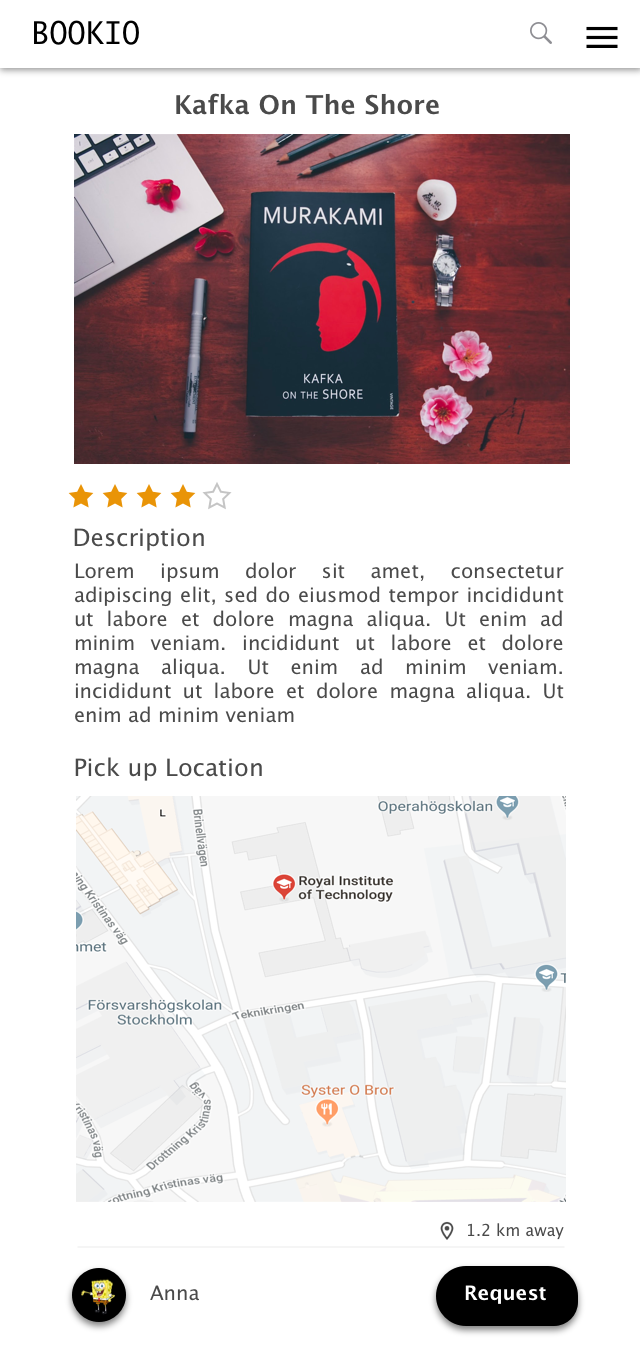 BOOKIO
Kafka On The Shore
MURAKAMI
KAFKA
ON THE SHORE
Description
Lorem ipsum dolor sit amet, consectetur
adipiscing elit, sed do eiusmod tempor incididunt
ut labore et dolore magna aliqua. Ut enim ad
minim veniam. incididunt ut labore et dolore
magna aliqua. Ut enim ad minim veniam.
incididunt ut labore et dolore magna aliqua. Ut
enim ad minim veniam
Pick up Location
L
Operahögskolan
Brinellvägen
Royal Institute
of Technology
ning Kristinas väg
mmet
T
Försvarshögskolan
Stockholm
Teknikringen
Syster O Bror
Drottning Kristinas
väg
Kristinas väg
ottning Kristinas väg
1.2 km away
Anna
Request